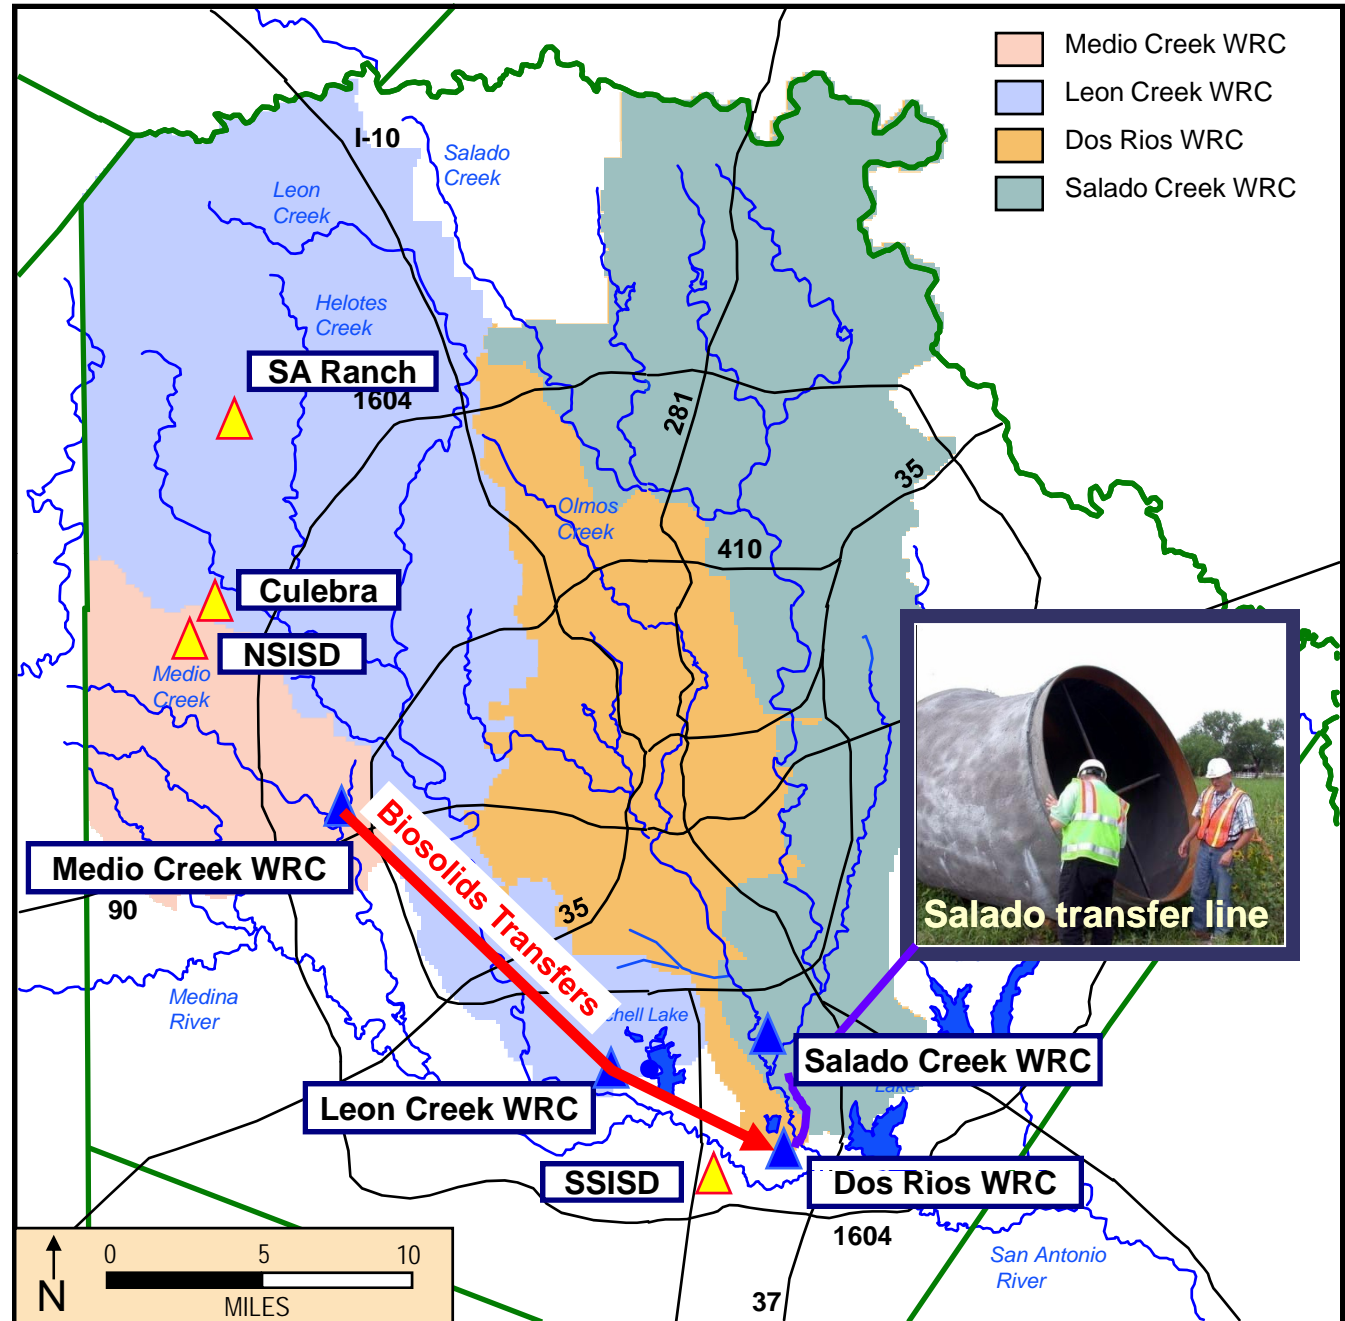 Medio Creek WRC
Leon Creek WRC
Dos Rios WRC
Salado Creek WRC
I-10
Salado
Creek
Leon
Creek
Helotes
Creek
SA Ranch
1604
281
35
Olmos
Creek
410
Culebra
NSISD
Medio
Creek
Biosolids Transfers
Medio Creek WRC
90
35
Salado transfer line
Medina
River
chell Lake
Salado Creek WRC
Lake
Leon Creek WRC
SSISD
Dos Rios WRC
1604
San Antonio
River
37
N
0 5 10
MILES